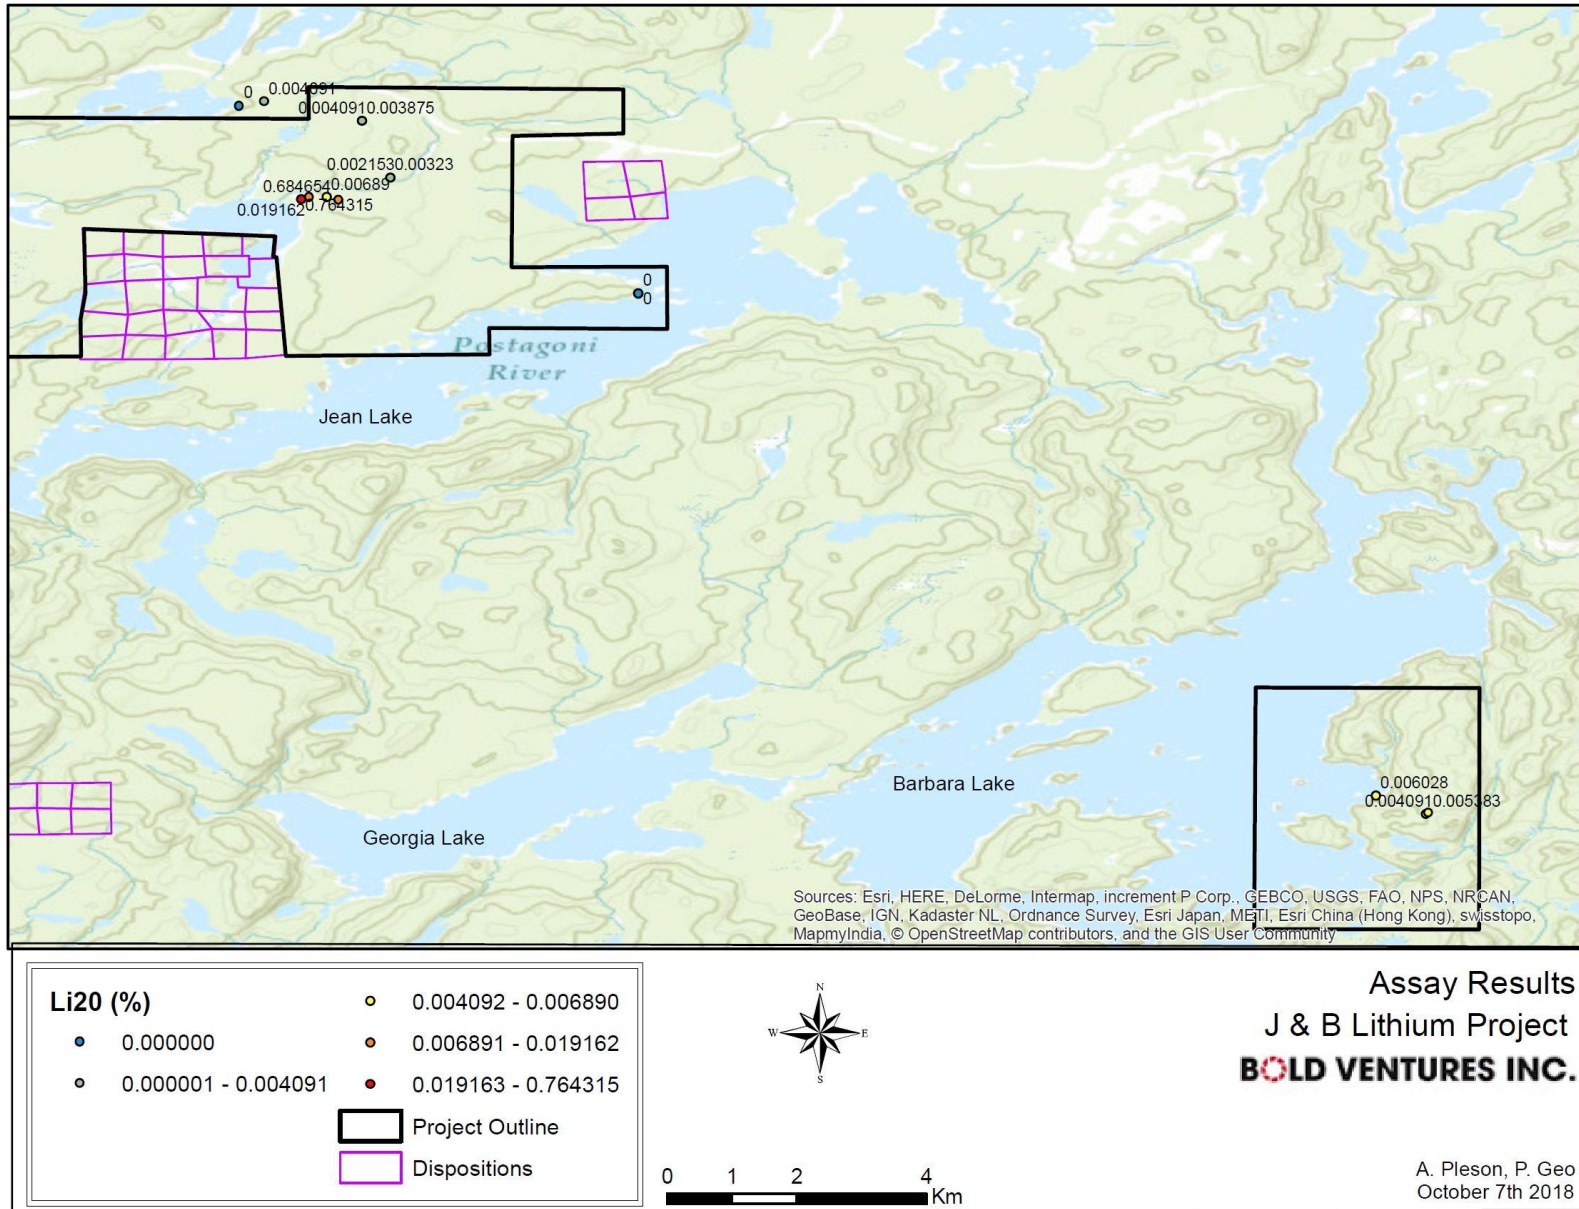 0
0.004091
0.0040910.003875
0.0021530.00323
0.684654
0.00689
0.019162
0.764315
0
0
Postagoni
River
Jean Lake
Barbara Lake
0.006028
0.0040910.005383
Georgia Lake
Sources: Esri, HERE, DeLorme, Intermap, increment P Corp., GEBCO, USGS, FAO, NPS, NRCAN,
GeoBase, IGN, Kadaster NL, Ordnance Survey, Esri Japan, METI, Esri China (Hong Kong), swisstopo,
MapmyIndia, © OpenStreetMap contributors, and the GIS User Community
Li20 (%)
0.000000
0.000001 - 0.004091
0.004092 - 0.006890
0.006891 - 0.019162
0.019163 - 0.764315
Project Outline
Dispositions
N
W
E
S
0 1 2 4
Km
Assay Results
J & B Lithium Project
BOLD VENTURES INC.
A. Pleson, P. Geo
October 7th 2018